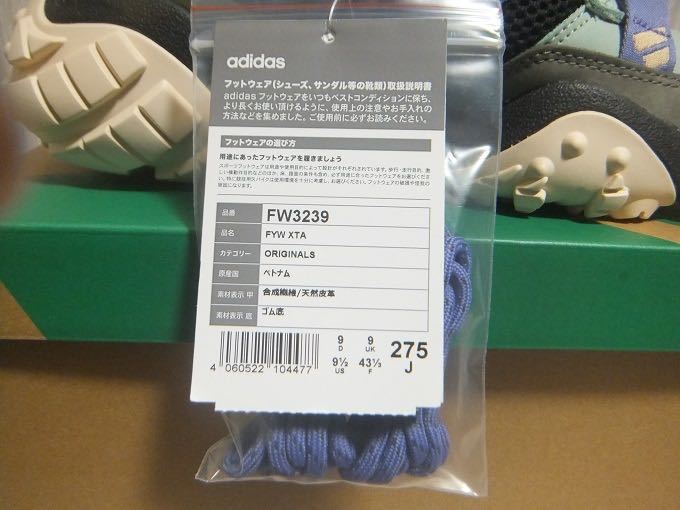 adidas
フットウェア(シューズ、サンダル等の靴類)取扱説明書
adidas フットウェアをいつもベストコンディションに保ち、
より長くお使い頂けるように、使用上の注意やお手入れの
方法などを集めました。ご使用前に必ずお読みください。
フットウェアの選び方
用途にあったフットウェアを履きましょう
品番 FW3239
品名 FYW XTA
カテゴリー ORIGINALS
原産国 ベトナム
素材表示 甲 合成繊維/天然皮革
素材表示 底 ゴム底
9 D 9 UK 275
9½ US 43⅓ F J
4 060522 104477